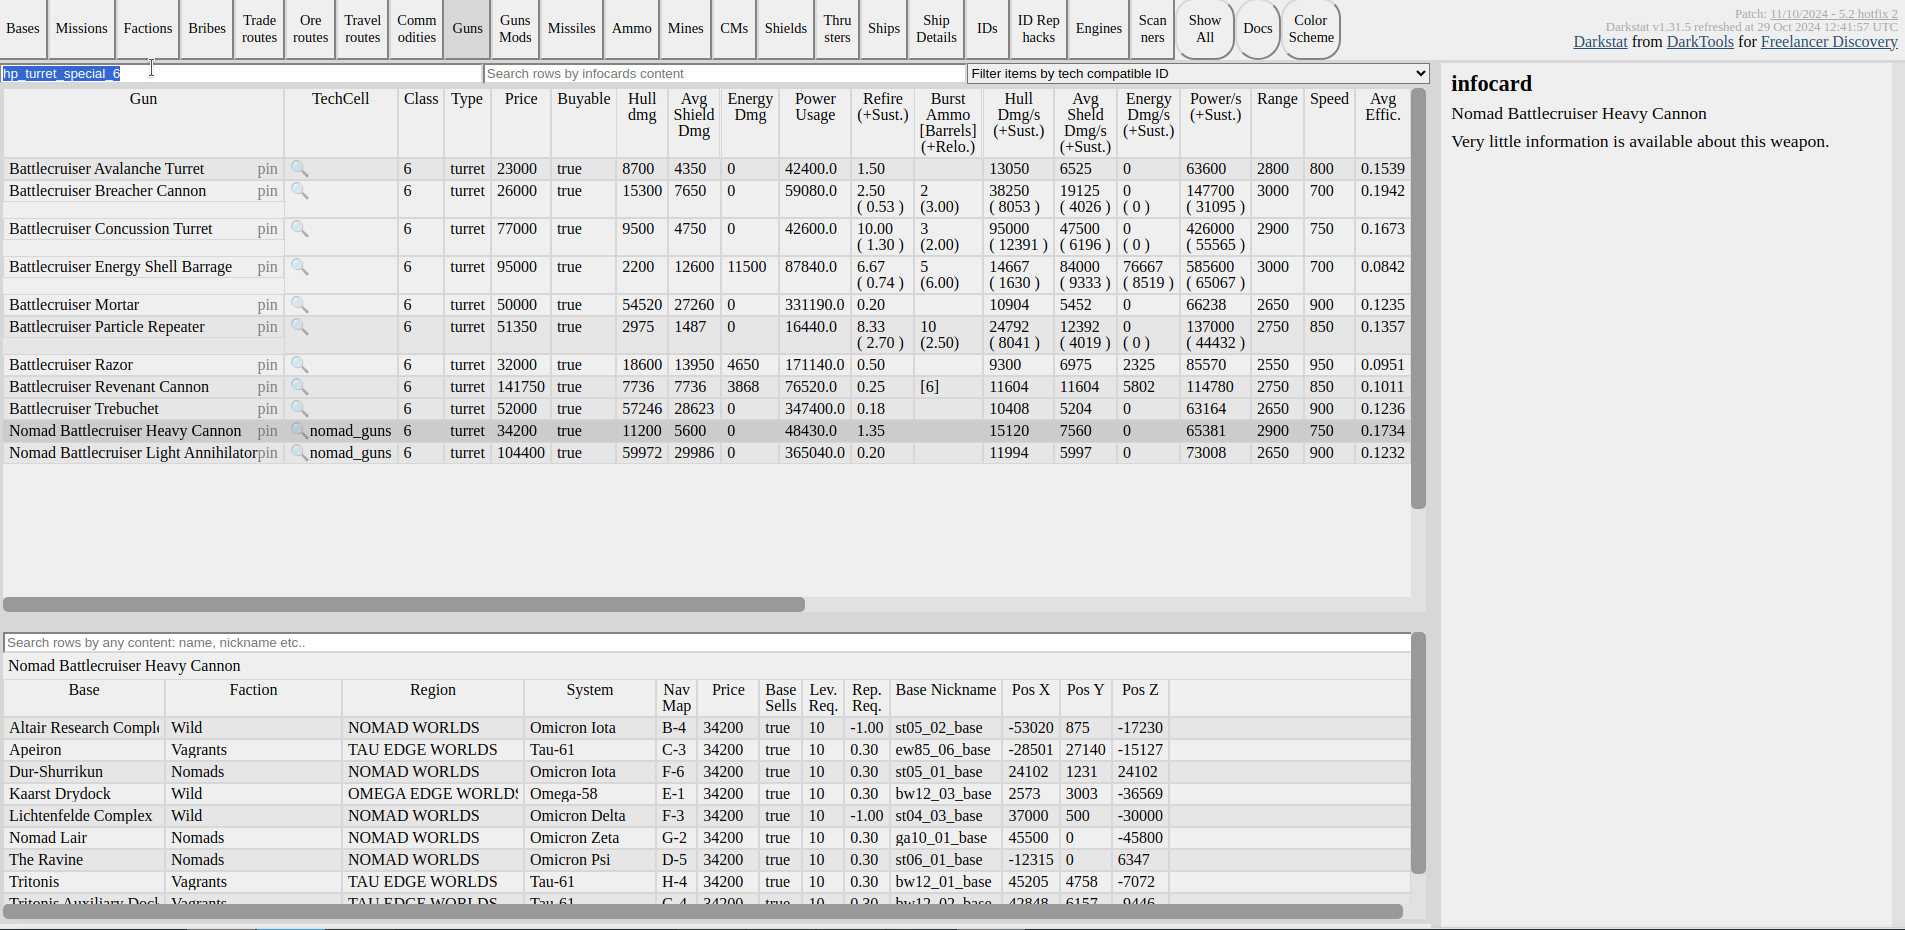 Bases Missions Factions Bribes Trade routes Ore routes Travel routes Comm odities Guns Guns Mods Missiles Ammo Mines CMs Shields Thru sters Ships Ship Details IDs ID Rep hacks Engines Scan ners Show All Docs Color Scheme
Patch: 11/10/2024 - 5.2 hotfix 2
Darkstat v1.31.5 refreshed at 29 Oct 2024 12:41:57 UTC
Darkstat from DarkTools for Freelancer Discovery
hp_turret_special_6 Search rows by infocards content Filter items by tech compatible ID
Gun TechCell Class Type Price Buyable Hull dmg Avg Shield Dmg Energy Dmg Power Usage Refire (+Sust.) Burst Ammo [Barrels] (+Relo.) Hull Dmg/s (+Sust.) Avg Sheld Dmg/s (+Sust.) Energy Dmg/s (+Sust.) Power/s (+Sust.) Range Speed Avg Effic.
Battlecruiser Avalanche Turret pin 🔍 6 turret 23000 true 8700 4350 0 42400.0 1.50 13050 6525 0 63600 2800 800 0.1539
Battlecruiser Breacher Cannon pin 🔍 6 turret 26000 true 15300 7650 0 59080.0 2.50 2 38250 19125 0 147700 3000 700 0.1942
( 0.53 ) (3.00) ( 8053 ) ( 4026 ) ( 0 ) ( 31095 )
Battlecruiser Concussion Turret pin 🔍 6 turret 77000 true 9500 4750 0 42600.0 10.00 3 95000 47500 0 426000 2900 750 0.1673
( 1.30 ) (2.00) ( 12391 ) ( 6196 ) ( 0 ) ( 55565 )
Battlecruiser Energy Shell Barrage pin 🔍 6 turret 95000 true 2200 12600 11500 87840.0 6.67 5 14667 84000 76667 585600 3000 700 0.0842
( 0.74 ) (6.00) ( 1630 ) ( 9333 ) ( 8519 ) ( 65067 )
Battlecruiser Mortar pin 🔍 6 turret 50000 true 54520 27260 0 331190.0 0.20 10904 5452 0 66238 2650 900 0.1235
Battlecruiser Particle Repeater pin 🔍 6 turret 51350 true 2975 1487 0 16440.0 8.33 10 24792 12392 0 137000 2750 850 0.1357
( 2.70 ) (2.50) ( 8041 ) ( 4019 ) ( 0 ) ( 44432 )
Battlecruiser Razor pin 🔍 6 turret 32000 true 18600 13950 4650 171140.0 0.50 9300 6975 2325 85570 2550 950 0.0951
Battlecruiser Revenant Cannon pin 🔍 6 turret 141750 true 7736 7736 3868 76520.0 0.25 [6] 11604 11604 5802 114780 2750 850 0.1011
Battlecruiser Trebuchet pin 🔍 6 turret 52000 true 57246 28623 0 347400.0 0.18 10408 5204 0 63164 2650 900 0.1236
Nomad Battlecruiser Heavy Cannon pin 🔍nomad_guns 6 turret 34200 true 11200 5600 0 48430.0 1.35 15120 7560 0 65381 2900 750 0.1734
Nomad Battlecruiser Light Annihilator pin 🔍nomad_guns 6 turret 104400 true 59972 29986 0 365040.0 0.20 11994 5997 0 73008 2650 900 0.1232
Search rows by any content: name, nickname etc..
Nomad Battlecruiser Heavy Cannon
Base Faction Region System Nav Map Price Base Sells Lev. Req. Rep. Req. Base Nickname Pos X Pos Y Pos Z
Altair Research Comple Wild NOMAD WORLDS Omicron Iota B-4 34200 true 10 -1.00 st05_02_base -53020 875 -17230
Apeiron Vagrants TAU EDGE WORLDS Tau-61 C-3 34200 true 10 0.30 ew85_06_base -28501 27140 -15127
Dur-Shurrikun Nomads NOMAD WORLDS Omicron Iota F-6 34200 true 10 0.30 st05_01_base 24102 1231 24102
Kaarst Drydock Wild OMEGA EDGE WORLDS Omega-58 E-1 34200 true 10 0.30 bw12_03_base 2573 3003 -36569
Lichtenfelde Complex Wild NOMAD WORLDS Omicron Delta F-3 34200 true 10 -1.00 st04_03_base 37000 500 -30000
Nomad Lair Nomads NOMAD WORLDS Omicron Zeta G-2 34200 true 10 0.30 ga10_01_base 45500 0 -45800
The Ravine Nomads NOMAD WORLDS Omicron Psi D-5 34200 true 10 0.30 st06_01_base -12315 0 6347
Tritonis Vagrants TAU EDGE WORLDS Tau-61 H-4 34200 true 10 0.30 bw12_01_base 45205 4758 -7072
Tritonis Auxiliary Dock Vagrants TAU EDGE WORLDS Tau-61 G-4 34200 true 10 0.30 bw12_02_base 42848 6157 -9446
infocard
Nomad Battlecruiser Heavy Cannon
Very little information is available about this weapon.